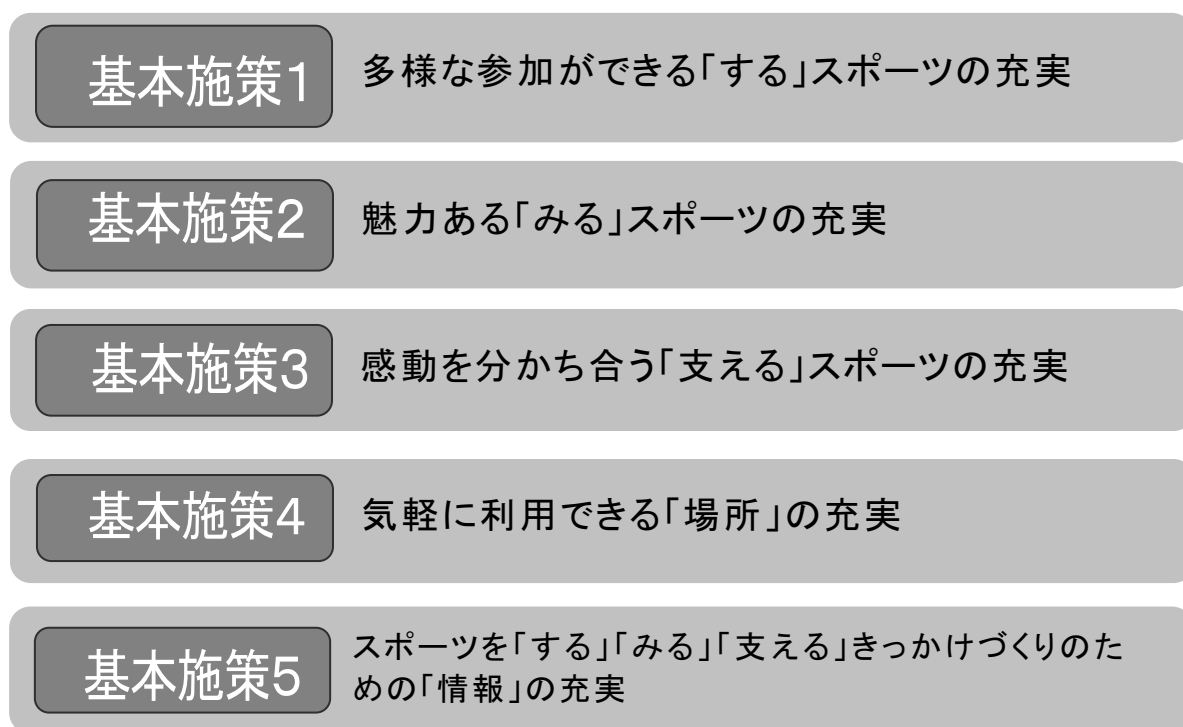 基本施策1
多様な参加ができる「する」スポーツの充実
基本施策2
魅力ある「みる」スポーツの充実
基本施策3
感動を分かち合う「支える」スポーツの充実
基本施策4
気軽に利用できる「場所」の充実
基本施策5
スポーツを「する」「みる」「支える」きっかけづくりのた
めの「情報」の充実